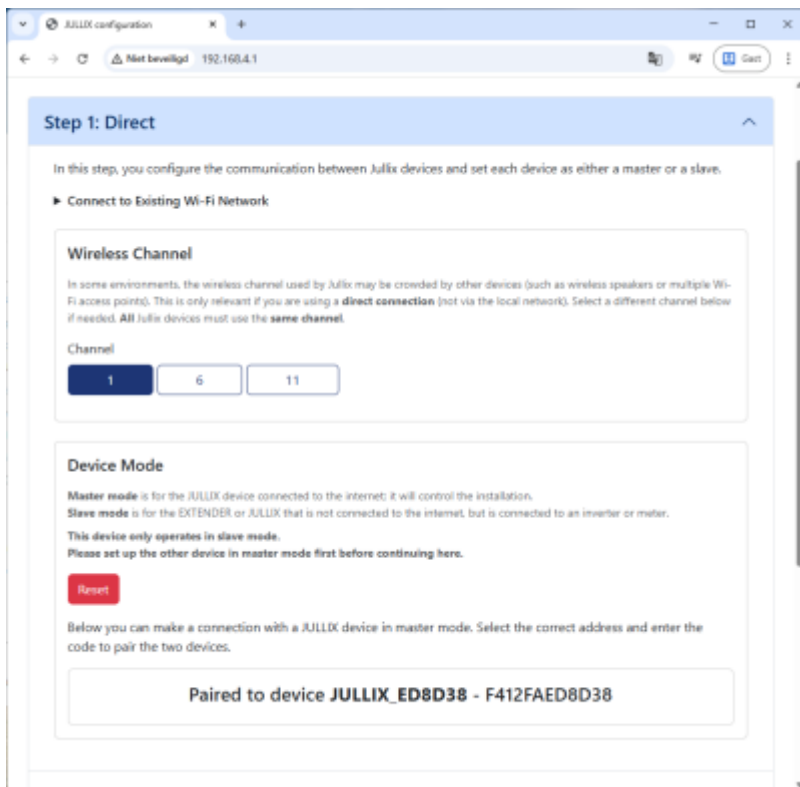 JULLIX configuration
Niet beveiligd 192.168.4.1 Gast
Step 1: Direct
In this step, you configure the communication between Jullix devices and set each device as either a master or a slave.
Connect to Existing Wi-Fi Network
Wireless Channel
In some environments, the wireless channel used by Jullix may be crowded by other devices (such as wireless speakers or multiple Wi-
Fi access points). This is only relevant if you are using a direct connection (not via the local network). Select a different channel below
if needed. All Jullix devices must use the same channel.
Channel
1 6 11
Device Mode
Master mode is for the JULLIX device connected to the internet; it will control the installation.
Slave mode is for the EXTENDER or JULLIX that is not connected to the internet, but is connected to an inverter or meter.
This device only operates in slave mode.
Please set up the other device in master mode first before continuing here.
Reset
Below you can make a connection with a JULLIX device in master mode. Select the correct address and enter the
code to pair the two devices.
Paired to device JULLIX_ED8D38 - F412FAED8D38